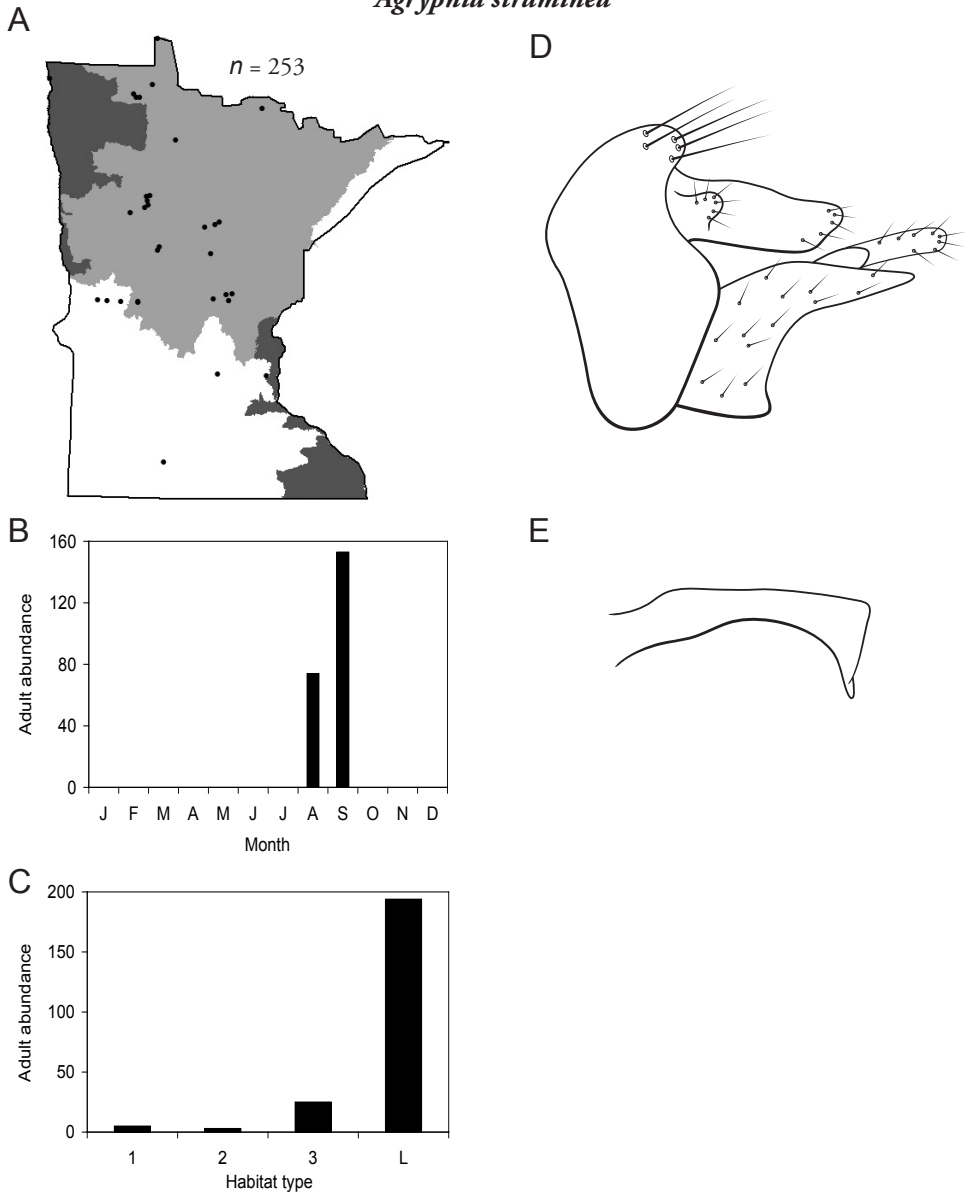 Agrypnia straminea
A
n = 253
D
B
160
120
80
40
0
Adult abundance
J F M A M J J A S O N D
Month
E
C
200
150
100
50
0
Adult abundance
1 2 3 L
Habitat type